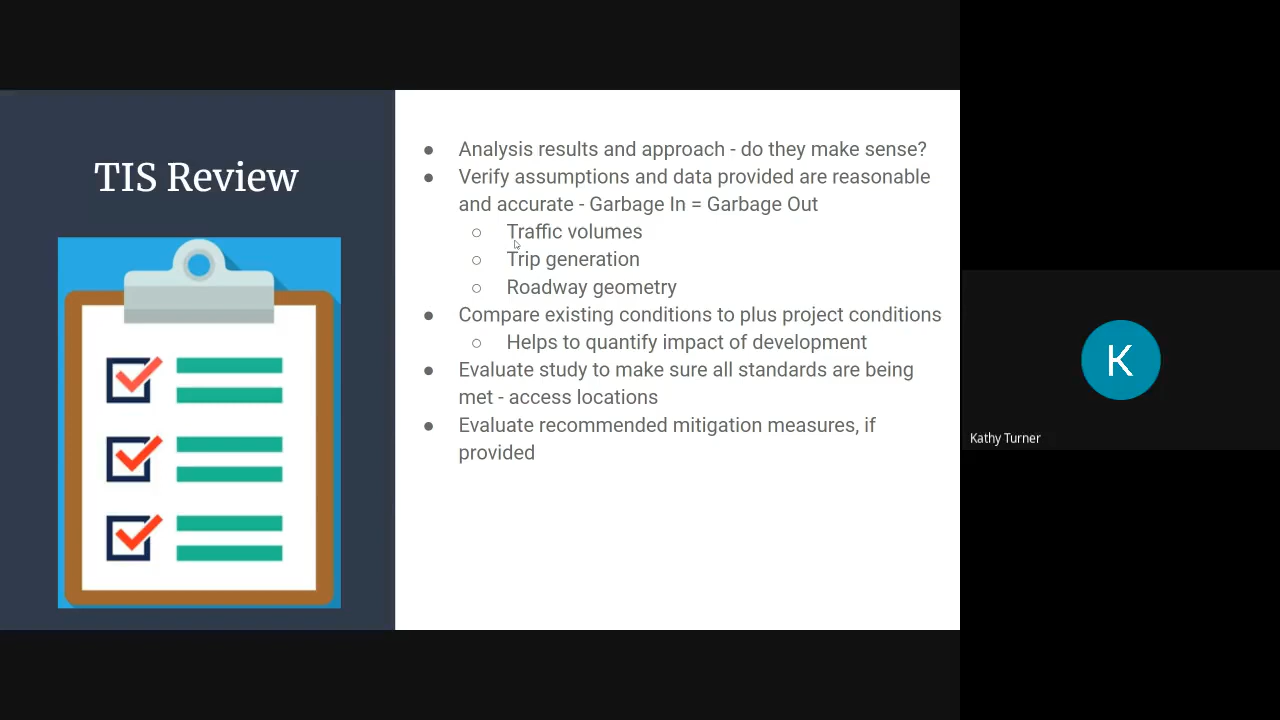 TIS Review
● Analysis results and approach - do they make sense?
● Verify assumptions and data provided are reasonable
and accurate - Garbage In = Garbage Out
○ Traffic volumes
○ Trip generation
○ Roadway geometry
● Compare existing conditions to plus project conditions
○ Helps to quantify impact of development
● Evaluate study to make sure all standards are being
met - access locations
● Evaluate recommended mitigation measures, if
provided
K
Kathy Turner